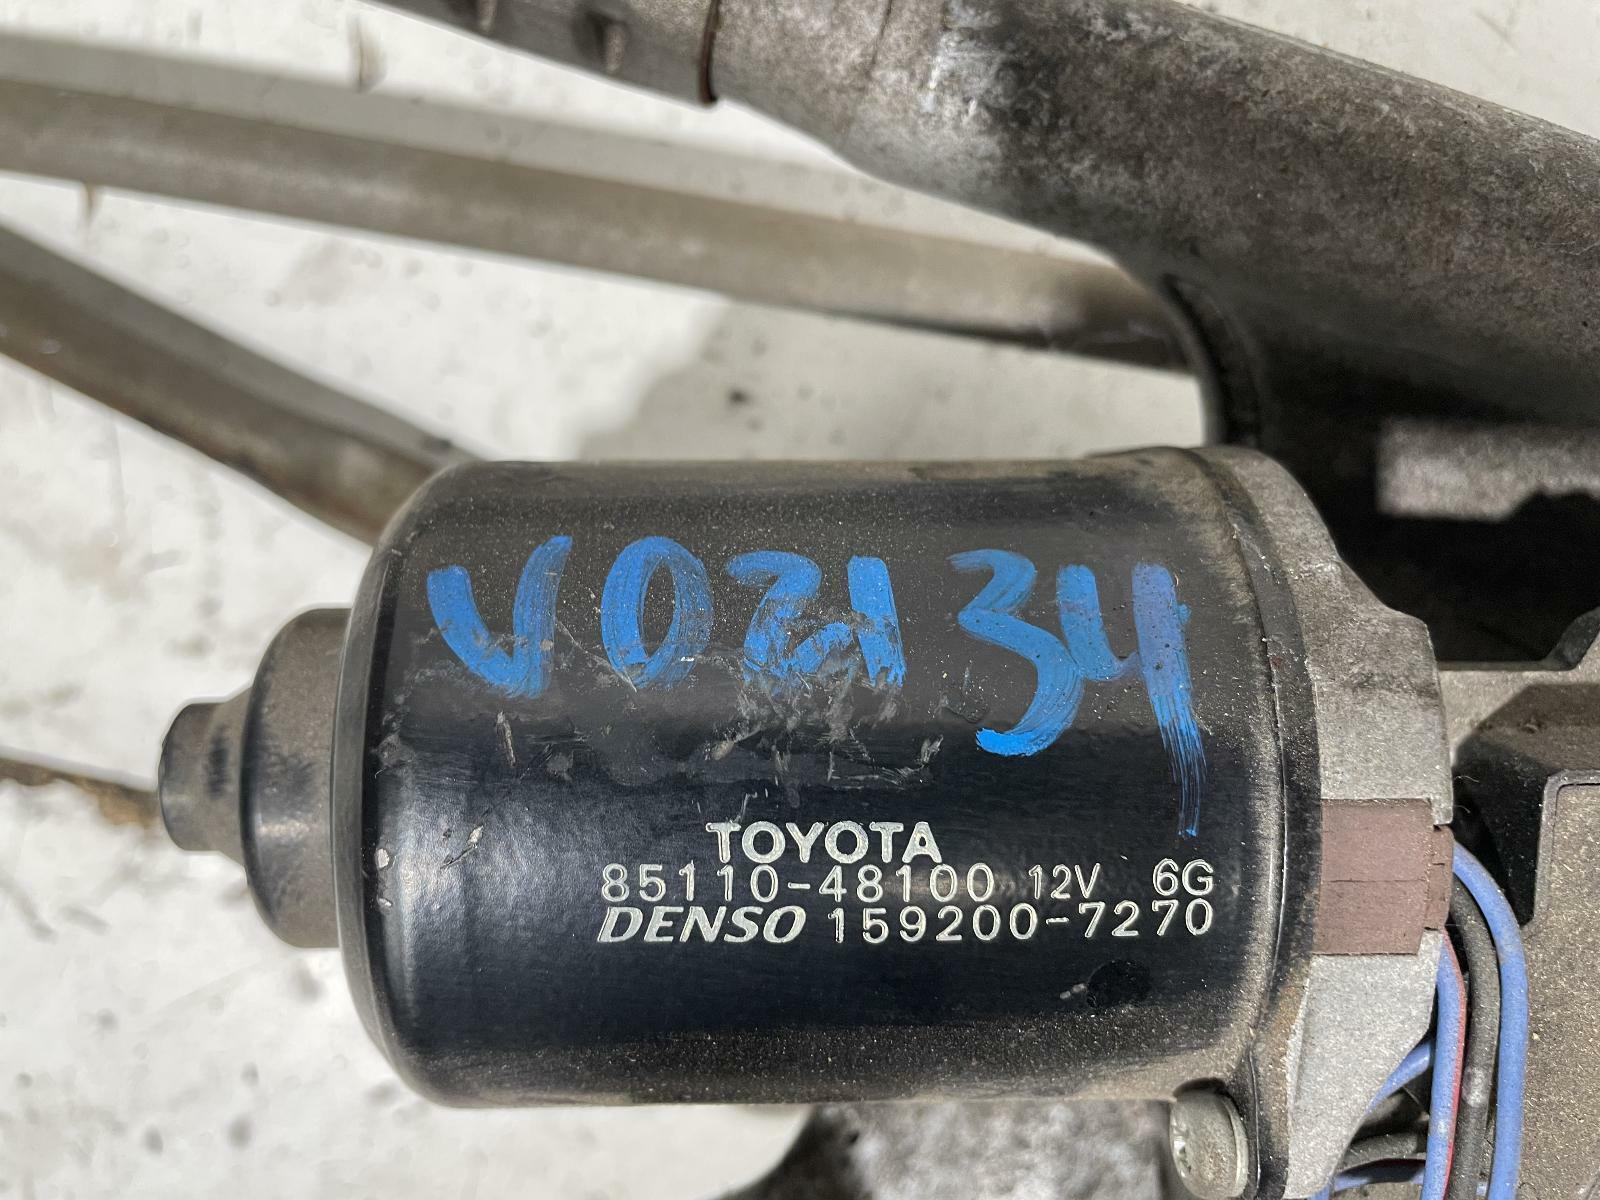 V02134
TOYOTA
85110-48100 12V 6G
DENSO 159200-7270